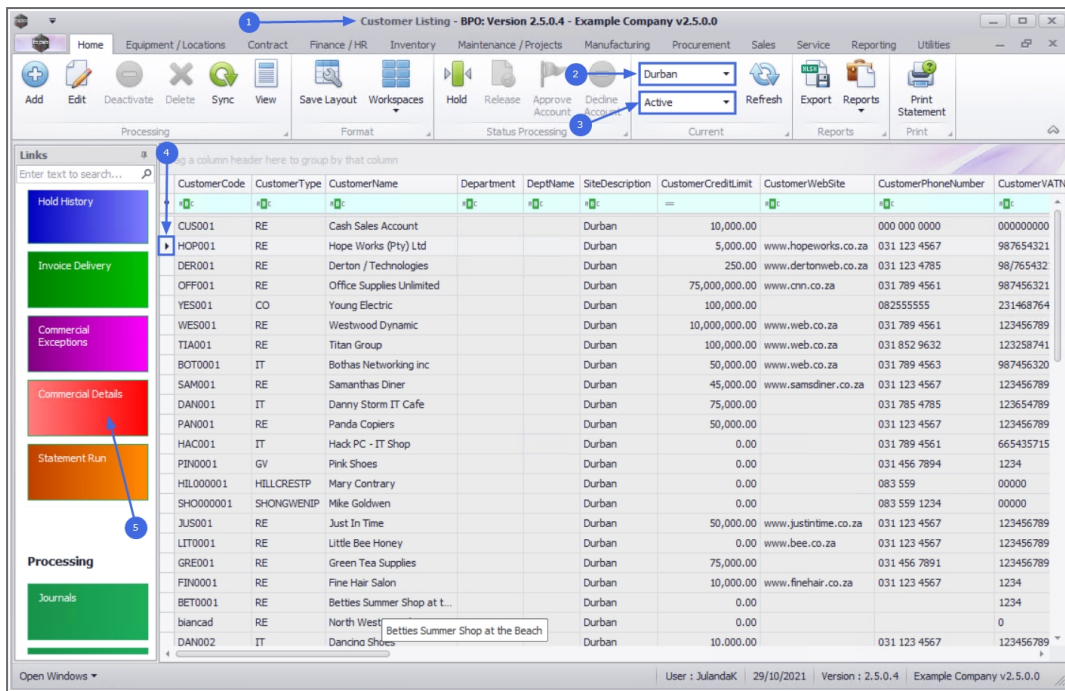 1
Customer Listing - BPO: Version 2.5.0.4 - Example Company v2.5.0.0
Home Equipment / Locations Contract Finance / HR Inventory Maintenance / Projects Manufacturing Procurement Sales Service Reporting Utilities
Add Edit Deactivate Delete Sync View Save Layout Workspaces Hold Release Approve Account Decline Account
2 Durban
3 Active
Refresh Export Reports Print Statement
Processing Format Status Processing Current Reports Print
Links
4
g a column header here to group by that column
Enter text to search...
CustomerCode CustomerType CustomerName Department DeptName SiteDescription CustomerCreditLimit CustomerWebSite CustomerPhoneNumber CustomerVATN
Hold History
Invoice Delivery
Commercial Exceptions
Commercial Details
Statement Run
5
Processing
Journals
CUS001 RE Cash Sales Account Durban 10,000.00 000 000 0000 000000000
HOP001 RE Hope Works (Pty) Ltd Durban 5,000.00 www.hopeworks.co.za 031 123 4567 987654321
DER001 RE Derton / Technologies Durban 250.00 www.dertonweb.co.za 031 123 4785 98/765432
OFF001 RE Office Supplies Unlimited Durban 75,000,000.00 www.cnn.co.za 031 789 4561 987456321
YES001 CO Young Electric Durban 100,000.00 082555555 231468764
WES001 RE Westwood Dynamic Durban 10,000,000.00 www.web.co.za 031 789 4561 123456789
TIA001 RE Titan Group Durban 100,000.00 www.web.co.za 031 852 9632 123258741
BOT0001 IT Bothas Networking inc Durban 50,000.00 www.web.co.za 031 789 4563 987456320
SAM001 RE Samanthas Diner Durban 45,000.00 www.samsdiner.co.za 031 123 4567 123456789
DAN001 IT Danny Storm IT Cafe Durban 75,000.00 031 785 4785 123654789
PAN001 RE Panda Copiers Durban 50,000.00 031 123 4567 123456789
HAC001 IT Hack PC - IT Shop Durban 0.00 031 789 4561 665435715
PIN0001 GV Pink Shoes Durban 0.00 031 456 7894 1234
HIL000001 HILLCRESTP Mary Contrary Durban 0.00 083 559 00000
SHO000001 SHONGWENIP Mike Goldwen Durban 0.00 083 559 1234 00000
JUS001 RE Just In Time Durban 50,000.00 www.justintime.co.za 031 123 4567 123456789
LIT0001 RE Little Bee Honey Durban 0.00 www.bee.co.za 031 123 4567 123456789
GRE001 RE Green Tea Supplies Durban 75,000.00 031 456 7891 123456789
FIN0001 RE Fine Hair Salon Durban 10,000.00 www.finehair.co.za 031 123 4567 1234
BET0001 RE Betties Summer Shop at t... Durban 0.00 1234
biancad RE North West Durban 0.00 0
Betties Summer Shop at the Beach
DAN002 IT Dancing Shoes Durban 10.000.00 031 123 4567 123456789
Open Windows User : JulandaK 29/10/2021 Version : 2.5.0.4 Example Company v2.5.0.0